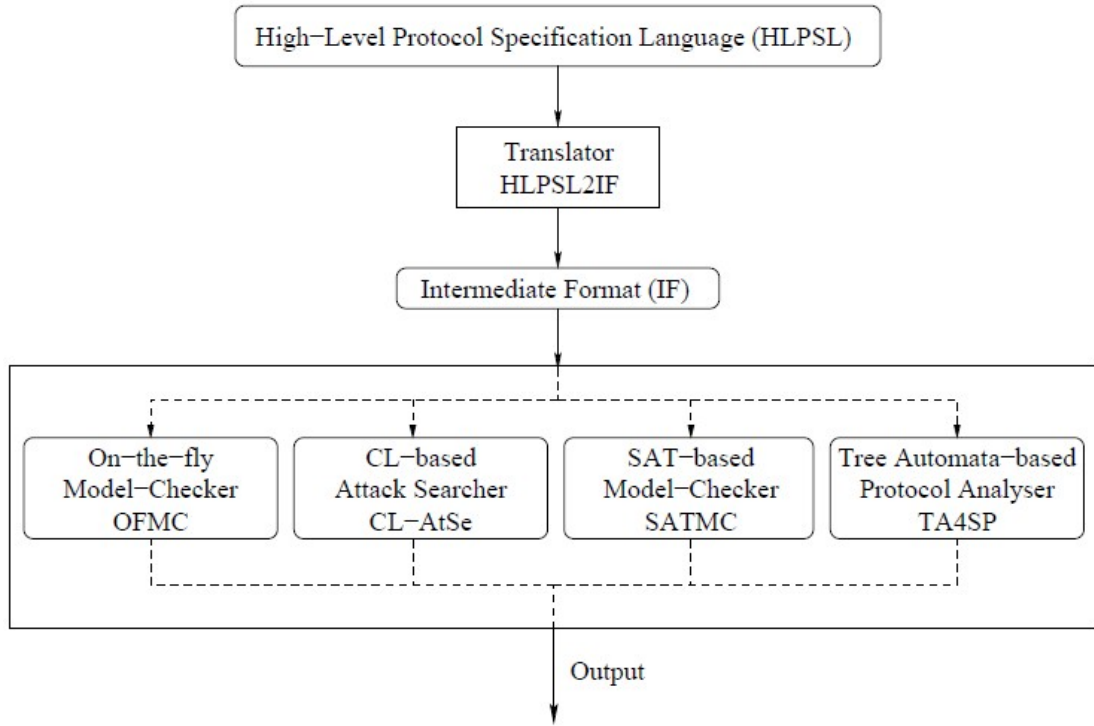 High−Level Protocol Specification Language (HLPSL)
Translator
HLPSL2IF
Intermediate Format (IF)
On−the−fly
Model−Checker
OFMC
CL−based
Attack Searcher
CL−AtSe
SAT−based
Model−Checker
SATMC
Tree Automata−based
Protocol Analyser
TA4SP
Output